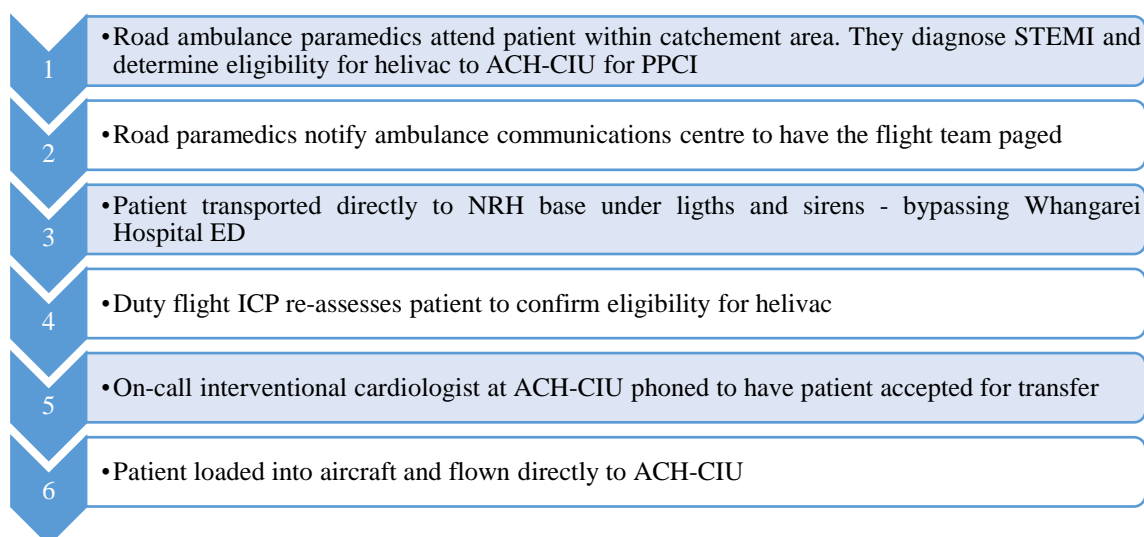 1
•Road ambulance paramedics attend patient within catchement area. They diagnose STEMI and
determine eligibility for helivac to ACH-CIU for PPCI
2
•Road paramedics notify ambulance communications centre to have the flight team paged
3
•Patient transported directly to NRH base under ligths and sirens - bypassing Whangarei
Hospital ED
4
•Duty flight ICP re-assesses patient to confirm eligibility for helivac
5
•On-call interventional cardiologist at ACH-CIU phoned to have patient accepted for transfer
6
•Patient loaded into aircraft and flown directly to ACH-CIU